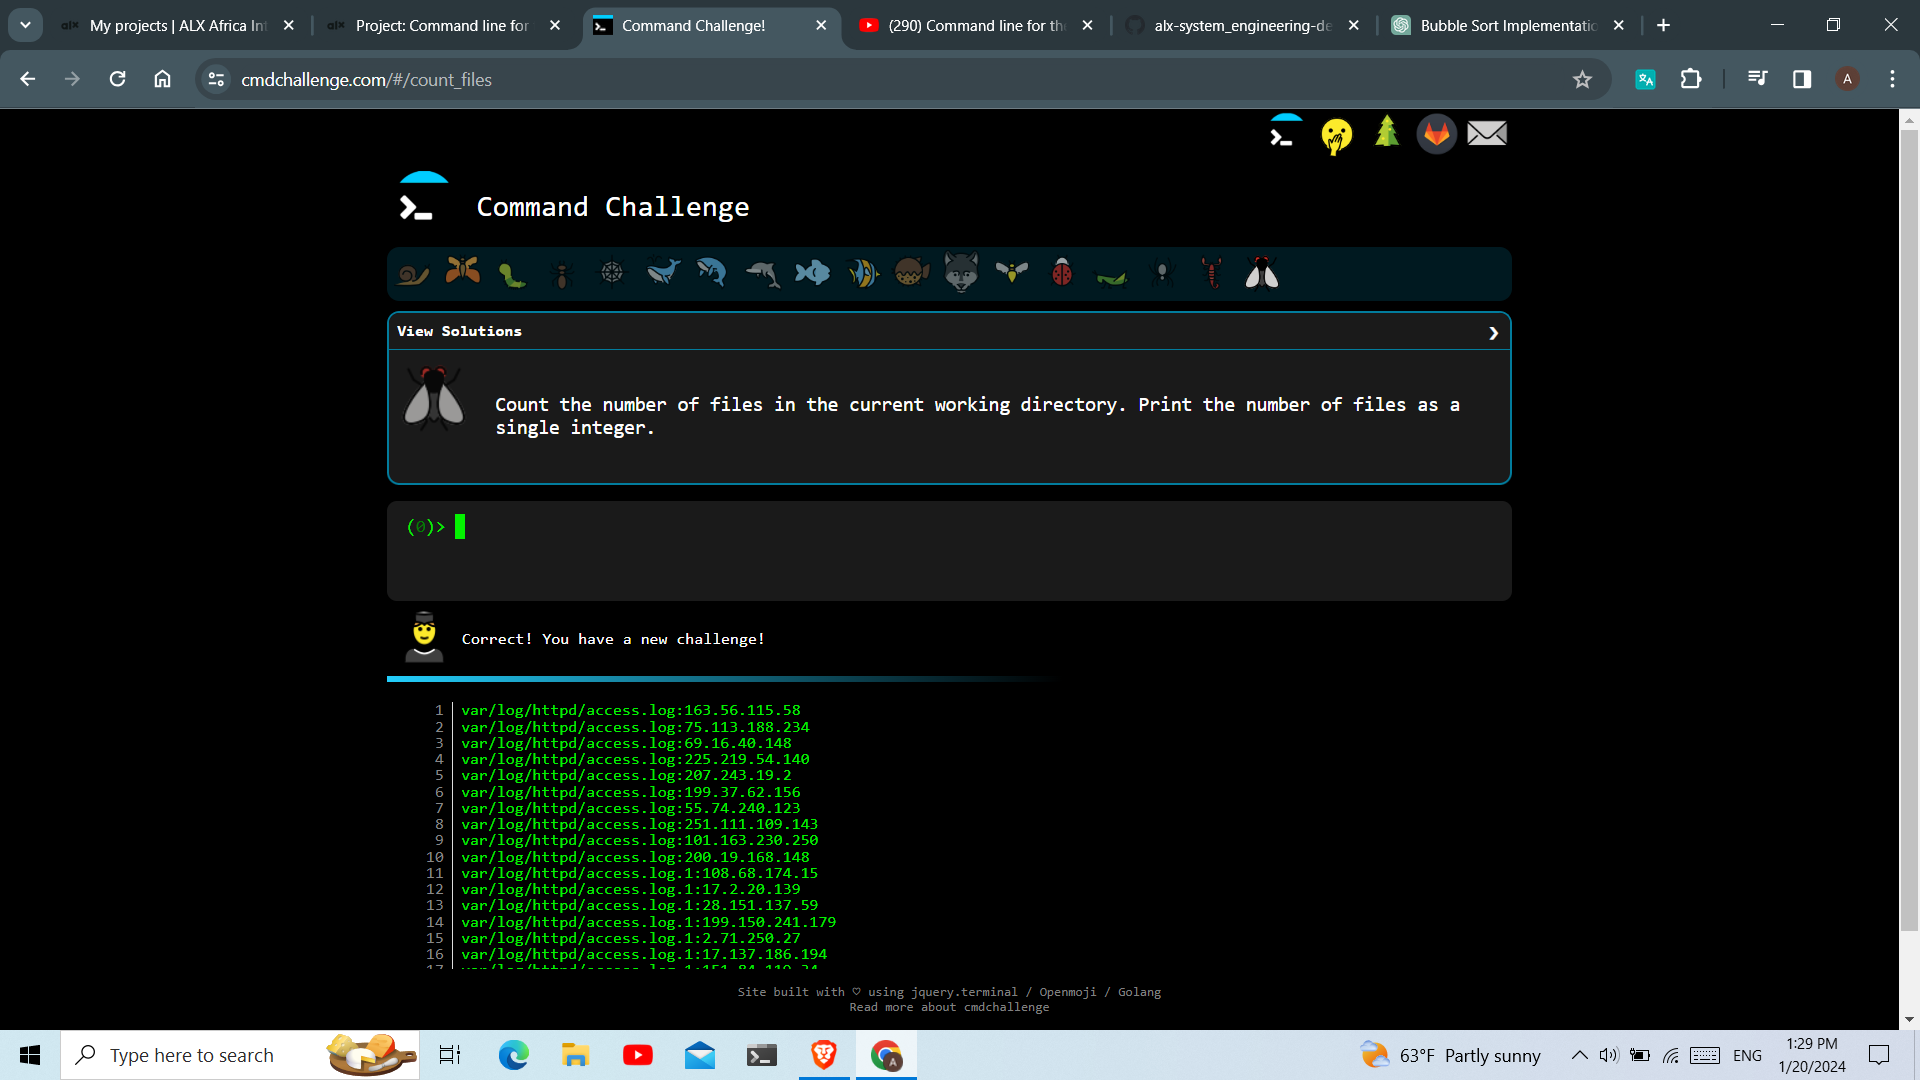 My projects | ALX Africa Int
Project: Command line for
Command Challenge!
(290) Command line for the
alx-system_engineering-de
Bubble Sort Implementatio
cmdchallenge.com/#/count_files
A
Command Challenge
View Solutions
Count the number of files in the current working directory. Print the number of files as a
single integer.
(0)>
Correct! You have a new challenge!
1 var/log/httpd/access.log:163.56.115.58
2 var/log/httpd/access.log:75.113.188.234
3 var/log/httpd/access.log:69.16.40.148
4 var/log/httpd/access.log:225.219.54.140
5 var/log/httpd/access.log:207.243.19.2
6 var/log/httpd/access.log:199.37.62.156
7 var/log/httpd/access.log:55.74.240.123
8 var/log/httpd/access.log:251.111.109.143
9 var/log/httpd/access.log:101.163.230.250
10 var/log/httpd/access.log:200.19.168.148
11 var/log/httpd/access.log.1:108.68.174.15
12 var/log/httpd/access.log.1:17.2.20.139
13 var/log/httpd/access.log.1:28.151.137.59
14 var/log/httpd/access.log.1:199.150.241.179
15 var/log/httpd/access.log.1:2.71.250.27
16 var/log/httpd/access.log.1:17.137.186.194
Site built with ♡ using jquery.terminal / Openmoji / Golang
Read more about cmdchallenge
Type here to search
63°F Partly sunny
ENG
1:29 PM
1/20/2024